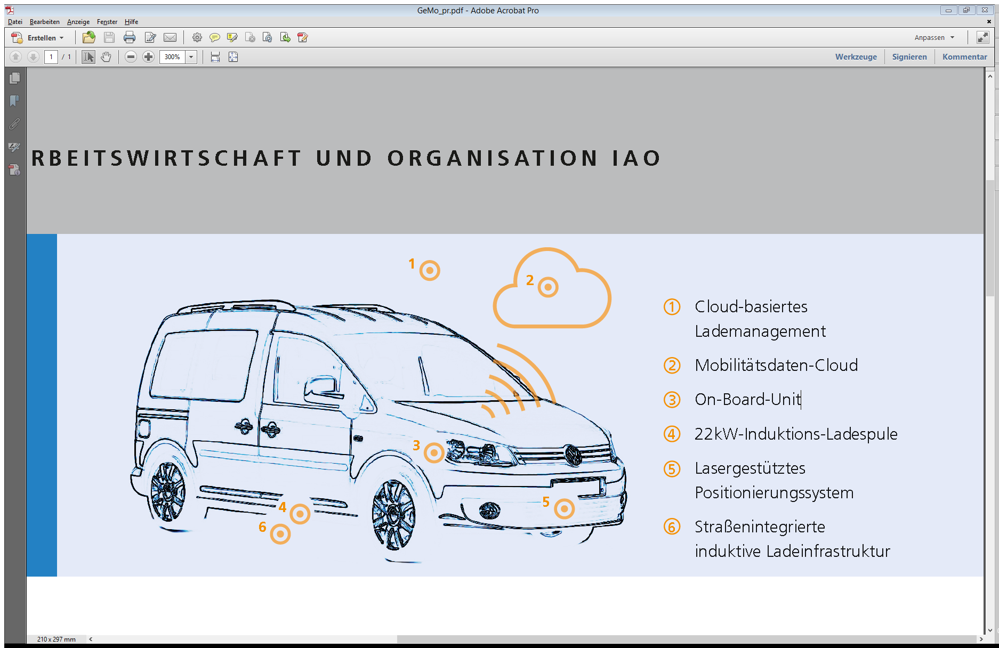 GeMo_pr.pdf - Adobe Acrobat Pro
Datei Bearbeiten Anzeige Fenster Hilfe
Erstellen
Anpassen
1 / 1
300%
Werkzeuge Signieren Kommentar
RBEITSWIRTSCHAFT UND ORGANISATION IAO
1
2
3
4
5
6
1 Cloud-basiertes
Lademanagement
2 Mobilitätsdaten-Cloud
3 On-Board-Unit
4 22kW-Induktions-Ladespule
5 Lasergestütztes
Positionierungssystem
6 Straßenintegrierte
induktive Ladeinfrastruktur
210 x 297 mm